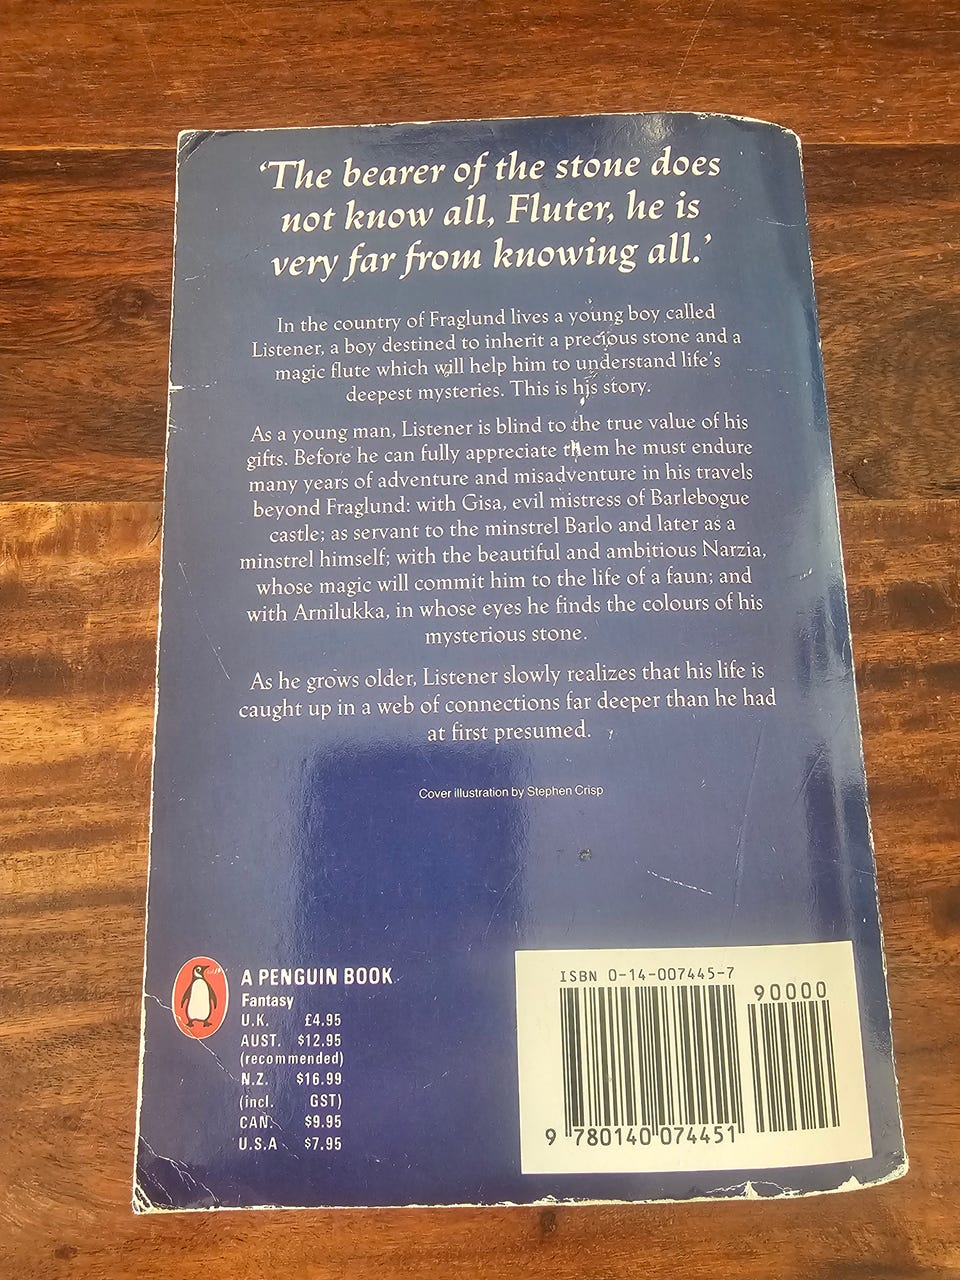 ‘The bearer of the stone does
not know all, Fluter, he is
very far from knowing all.’
In the country of Fraglund lives a young boy called
Listener, a boy destined to inherit a precious stone and a
magic flute which will help him to understand life's
deepest mysteries. This is his story.
As a young man, Listener is blind to the true value of his
gifts. Before he can fully appreciate them he must endure
many years of adventure and misadventure in his travels
beyond Fraglund: with Gisa, evil mistress of Barlebogue
castle; as servant to the minstrel Barlo and later as a
minstrel himself; with the beautiful and ambitious Narzia,
whose magic will commit him to the life of a faun; and
with Arnilukka, in whose eyes he finds the colours of his
mysterious stone.
As he grows older, Listener slowly realizes that his life is
caught up in a web of connections far deeper than he had
at first presumed.
Cover illustration by Stephen Crisp
A PENGUIN BOOK
Fantasy
U.K. £4.95
AUST. $12.95
(recommended)
N.Z. $16.99
(incl. GST)
CAN. $9.95
U.S.A $7.95
ISBN 0-14-007445-7
90000
9 780140 074451